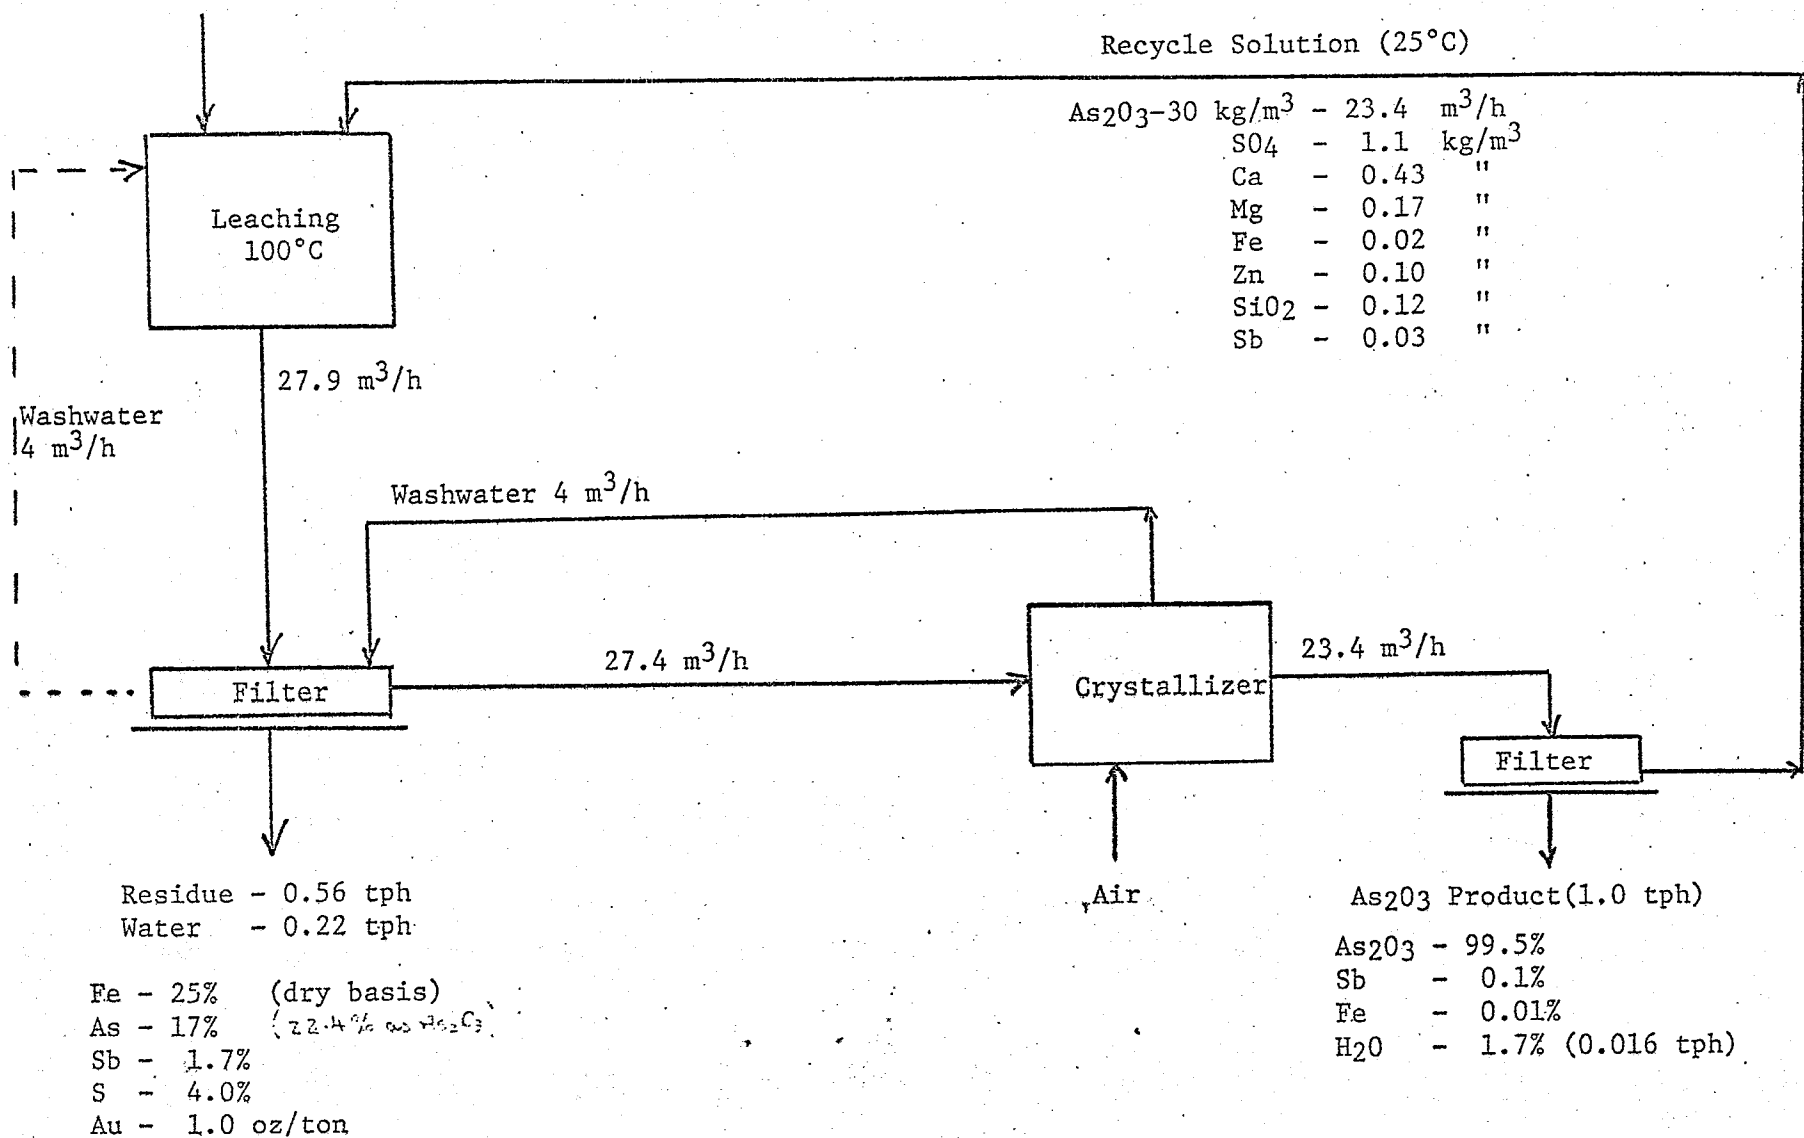 Recycle Solution (25°C)
As2O3-30 kg/m3 - 23.4 m3/h
SO4 - 1.1 kg/m3
Ca - 0.43 "
Mg - 0.17 "
Fe - 0.02 "
Zn - 0.10 "
SiO2 - 0.12 "
Sb - 0.03 "
Leaching
100°C
27.9 m3/h
Washwater
4 m3/h
Washwater 4 m3/h
Filter
27.4 m3/h
Crystallizer
23.4 m3/h
Filter
Air
Residue - 0.56 tph
Water - 0.22 tph
Fe - 25% (dry basis)
As - 17% (22.4% as As2O3)
Sb - 1.7%
S - 4.0%
Au - 1.0 oz/ton
As2O3 Product(1.0 tph)
As2O3 - 99.5%
Sb - 0.1%
Fe - 0.01%
H2O - 1.7% (0.016 tph)